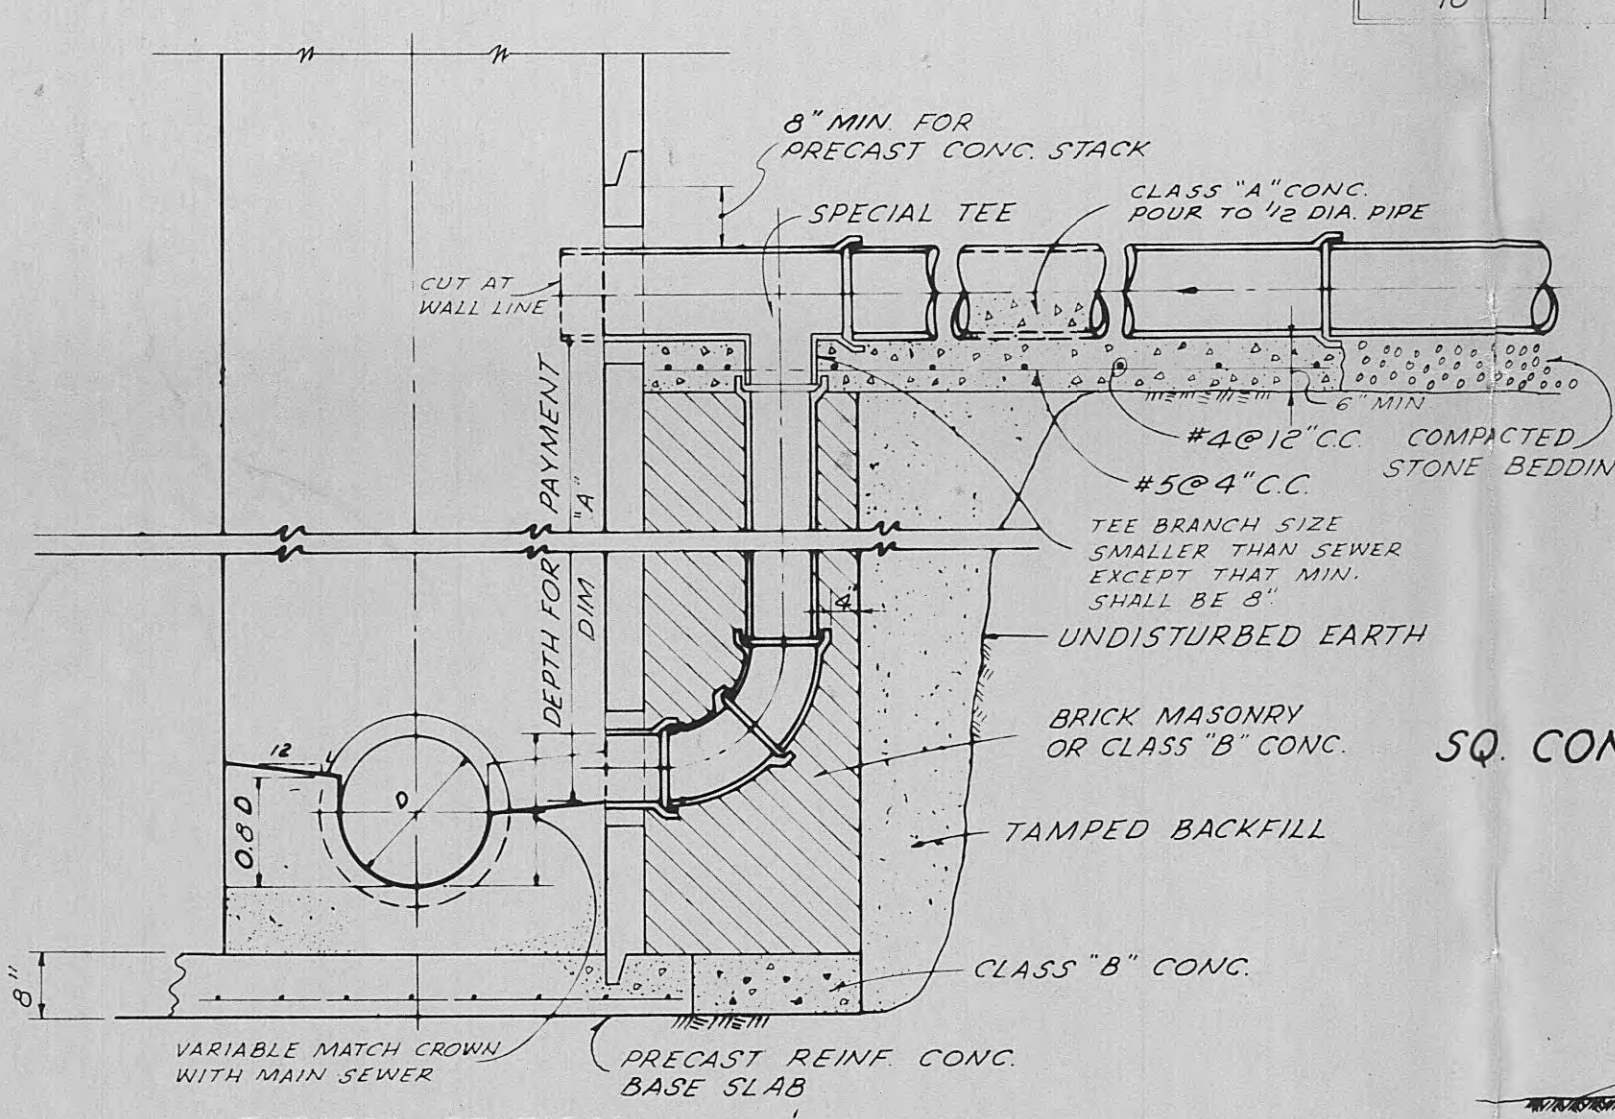 10
8" MIN. FOR
PRECAST CONC. STACK
SPECIAL TEE
CLASS "A" CONC.
POUR TO 1/2 DIA. PIPE
CUT AT
WALL LINE
6" MIN
#4@12" C.C.
COMPACTED
STONE BEDDIN
#5@4" C.C.
DEPTH FOR PAYMENT
DIM "A"
TEE BRANCH SIZE
SMALLER THAN SEWER
EXCEPT THAT MIN.
SHALL BE 8"
4"
UNDISTURBED EARTH
BRICK MASONRY
OR CLASS "B" CONC.
SQ. CON
12
D
0.8 D
TAMPED BACKFILL
CLASS "B" CONC.
8"
VARIABLE MATCH CROWN
WITH MAIN SEWER
PRECAST REINF. CONC.
BASE SLAB